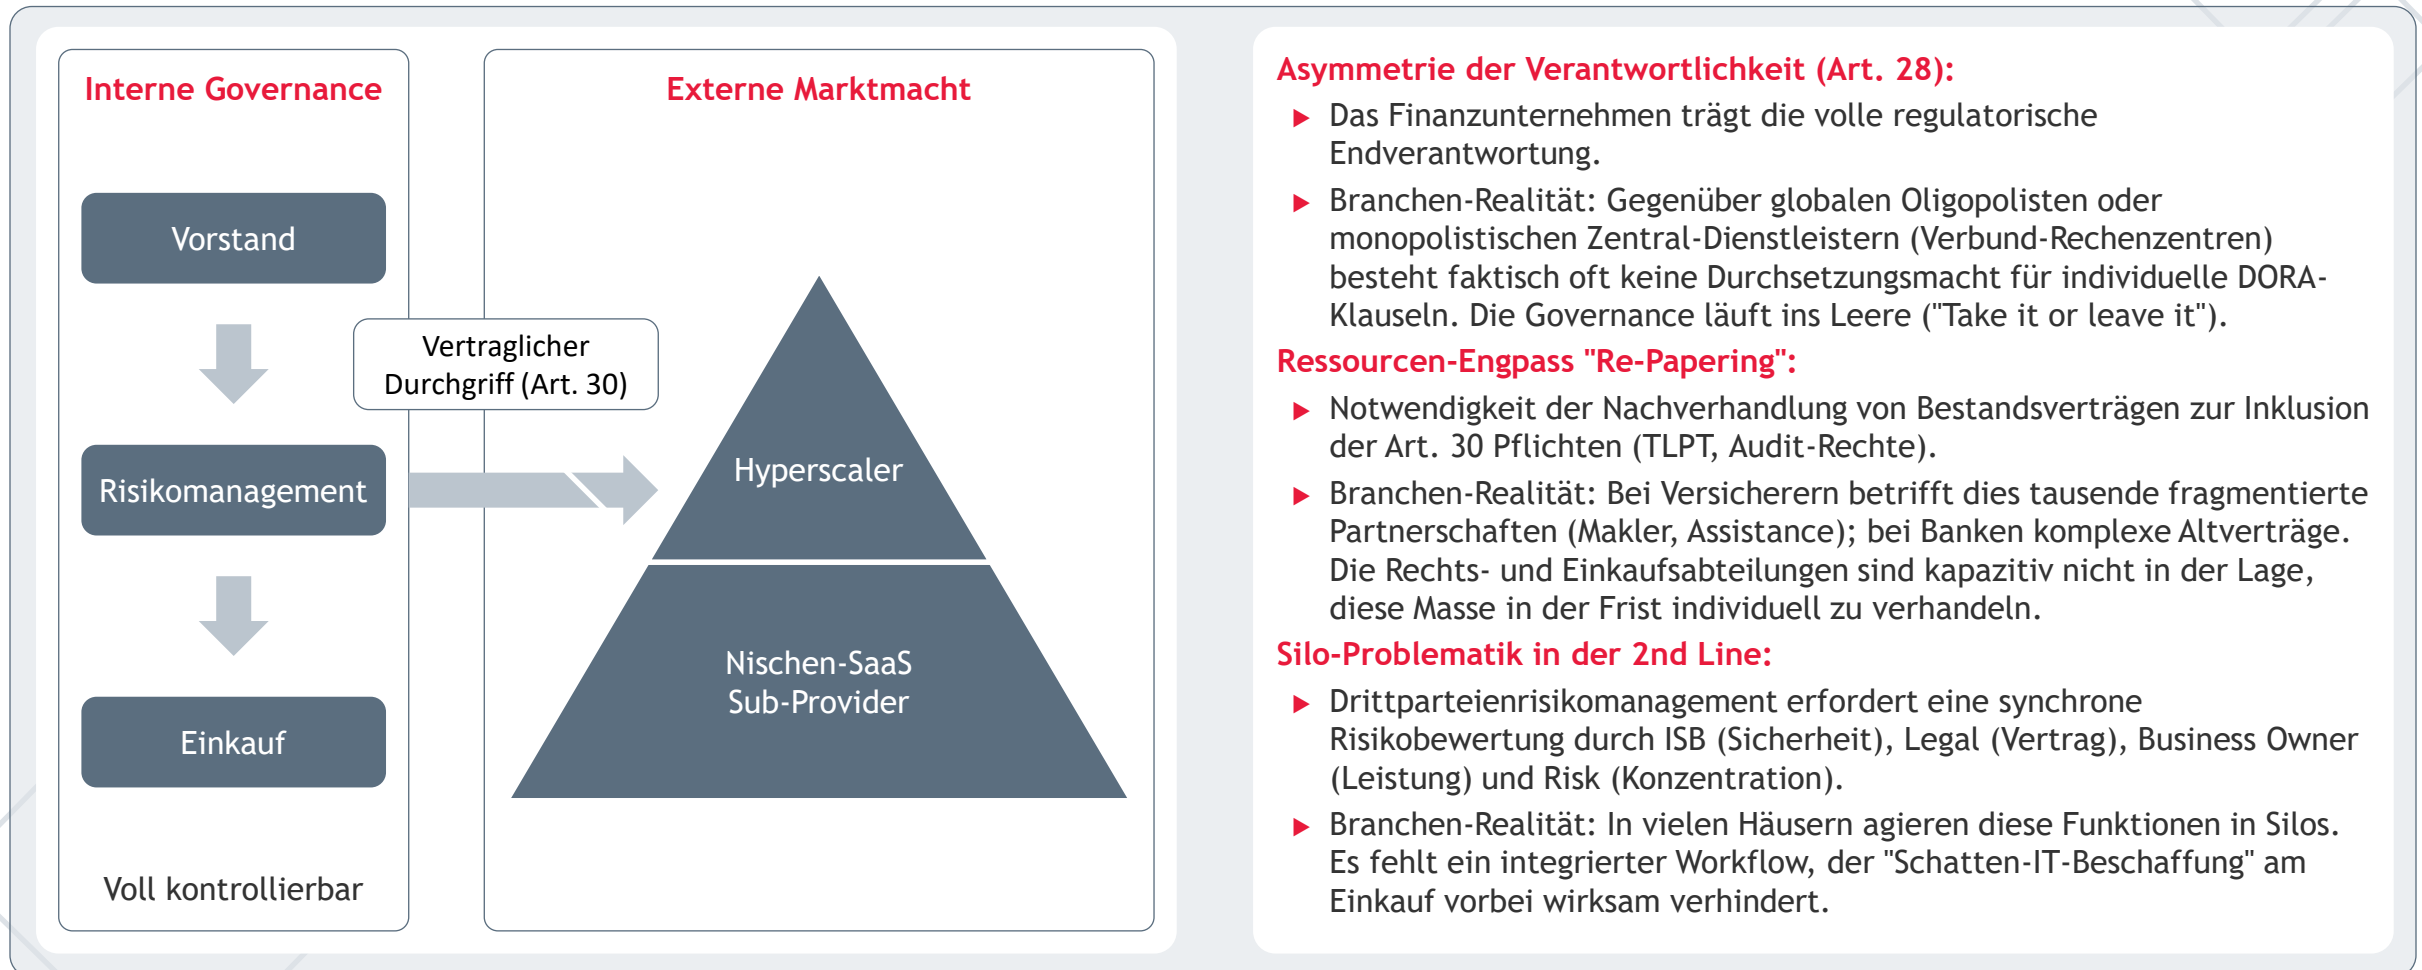 Interne Governance
Vorstand
Risikomanagement
Einkauf
Voll kontrollierbar
Vertraglicher
Durchgriff (Art. 30)
Externe Marktmacht
Hyperscaler
Nischen-SaaS
Sub-Provider
Asymmetrie der Verantwortlichkeit (Art. 28):
Das Finanzunternehmen trägt die volle regulatorische
Endverantwortung.
Branchen-Realität: Gegenüber globalen Oligopolisten oder
monopolistischen Zentral-Dienstleistern (Verbund-Rechenzentren)
besteht faktisch oft keine Durchsetzungsmacht für individuelle DORA-
Klauseln. Die Governance läuft ins Leere ("Take it or leave it").
Ressourcen-Engpass "Re-Papering":
Notwendigkeit der Nachverhandlung von Bestandsverträgen zur Inklusion
der Art. 30 Pflichten (TLPT, Audit-Rechte).
Branchen-Realität: Bei Versicherern betrifft dies tausende fragmentierte
Partnerschaften (Makler, Assistance); bei Banken komplexe Altverträge.
Die Rechts- und Einkaufsabteilungen sind kapazitiv nicht in der Lage,
diese Masse in der Frist individuell zu verhandeln.
Silo-Problematik in der 2nd Line:
Drittparteienrisikomanagement erfordert eine synchrone
Risikobewertung durch ISB (Sicherheit), Legal (Vertrag), Business Owner
(Leistung) und Risk (Konzentration).
Branchen-Realität: In vielen Häusern agieren diese Funktionen in Silos.
Es fehlt ein integrierter Workflow, der "Schatten-IT-Beschaffung" am
Einkauf vorbei wirksam verhindert.